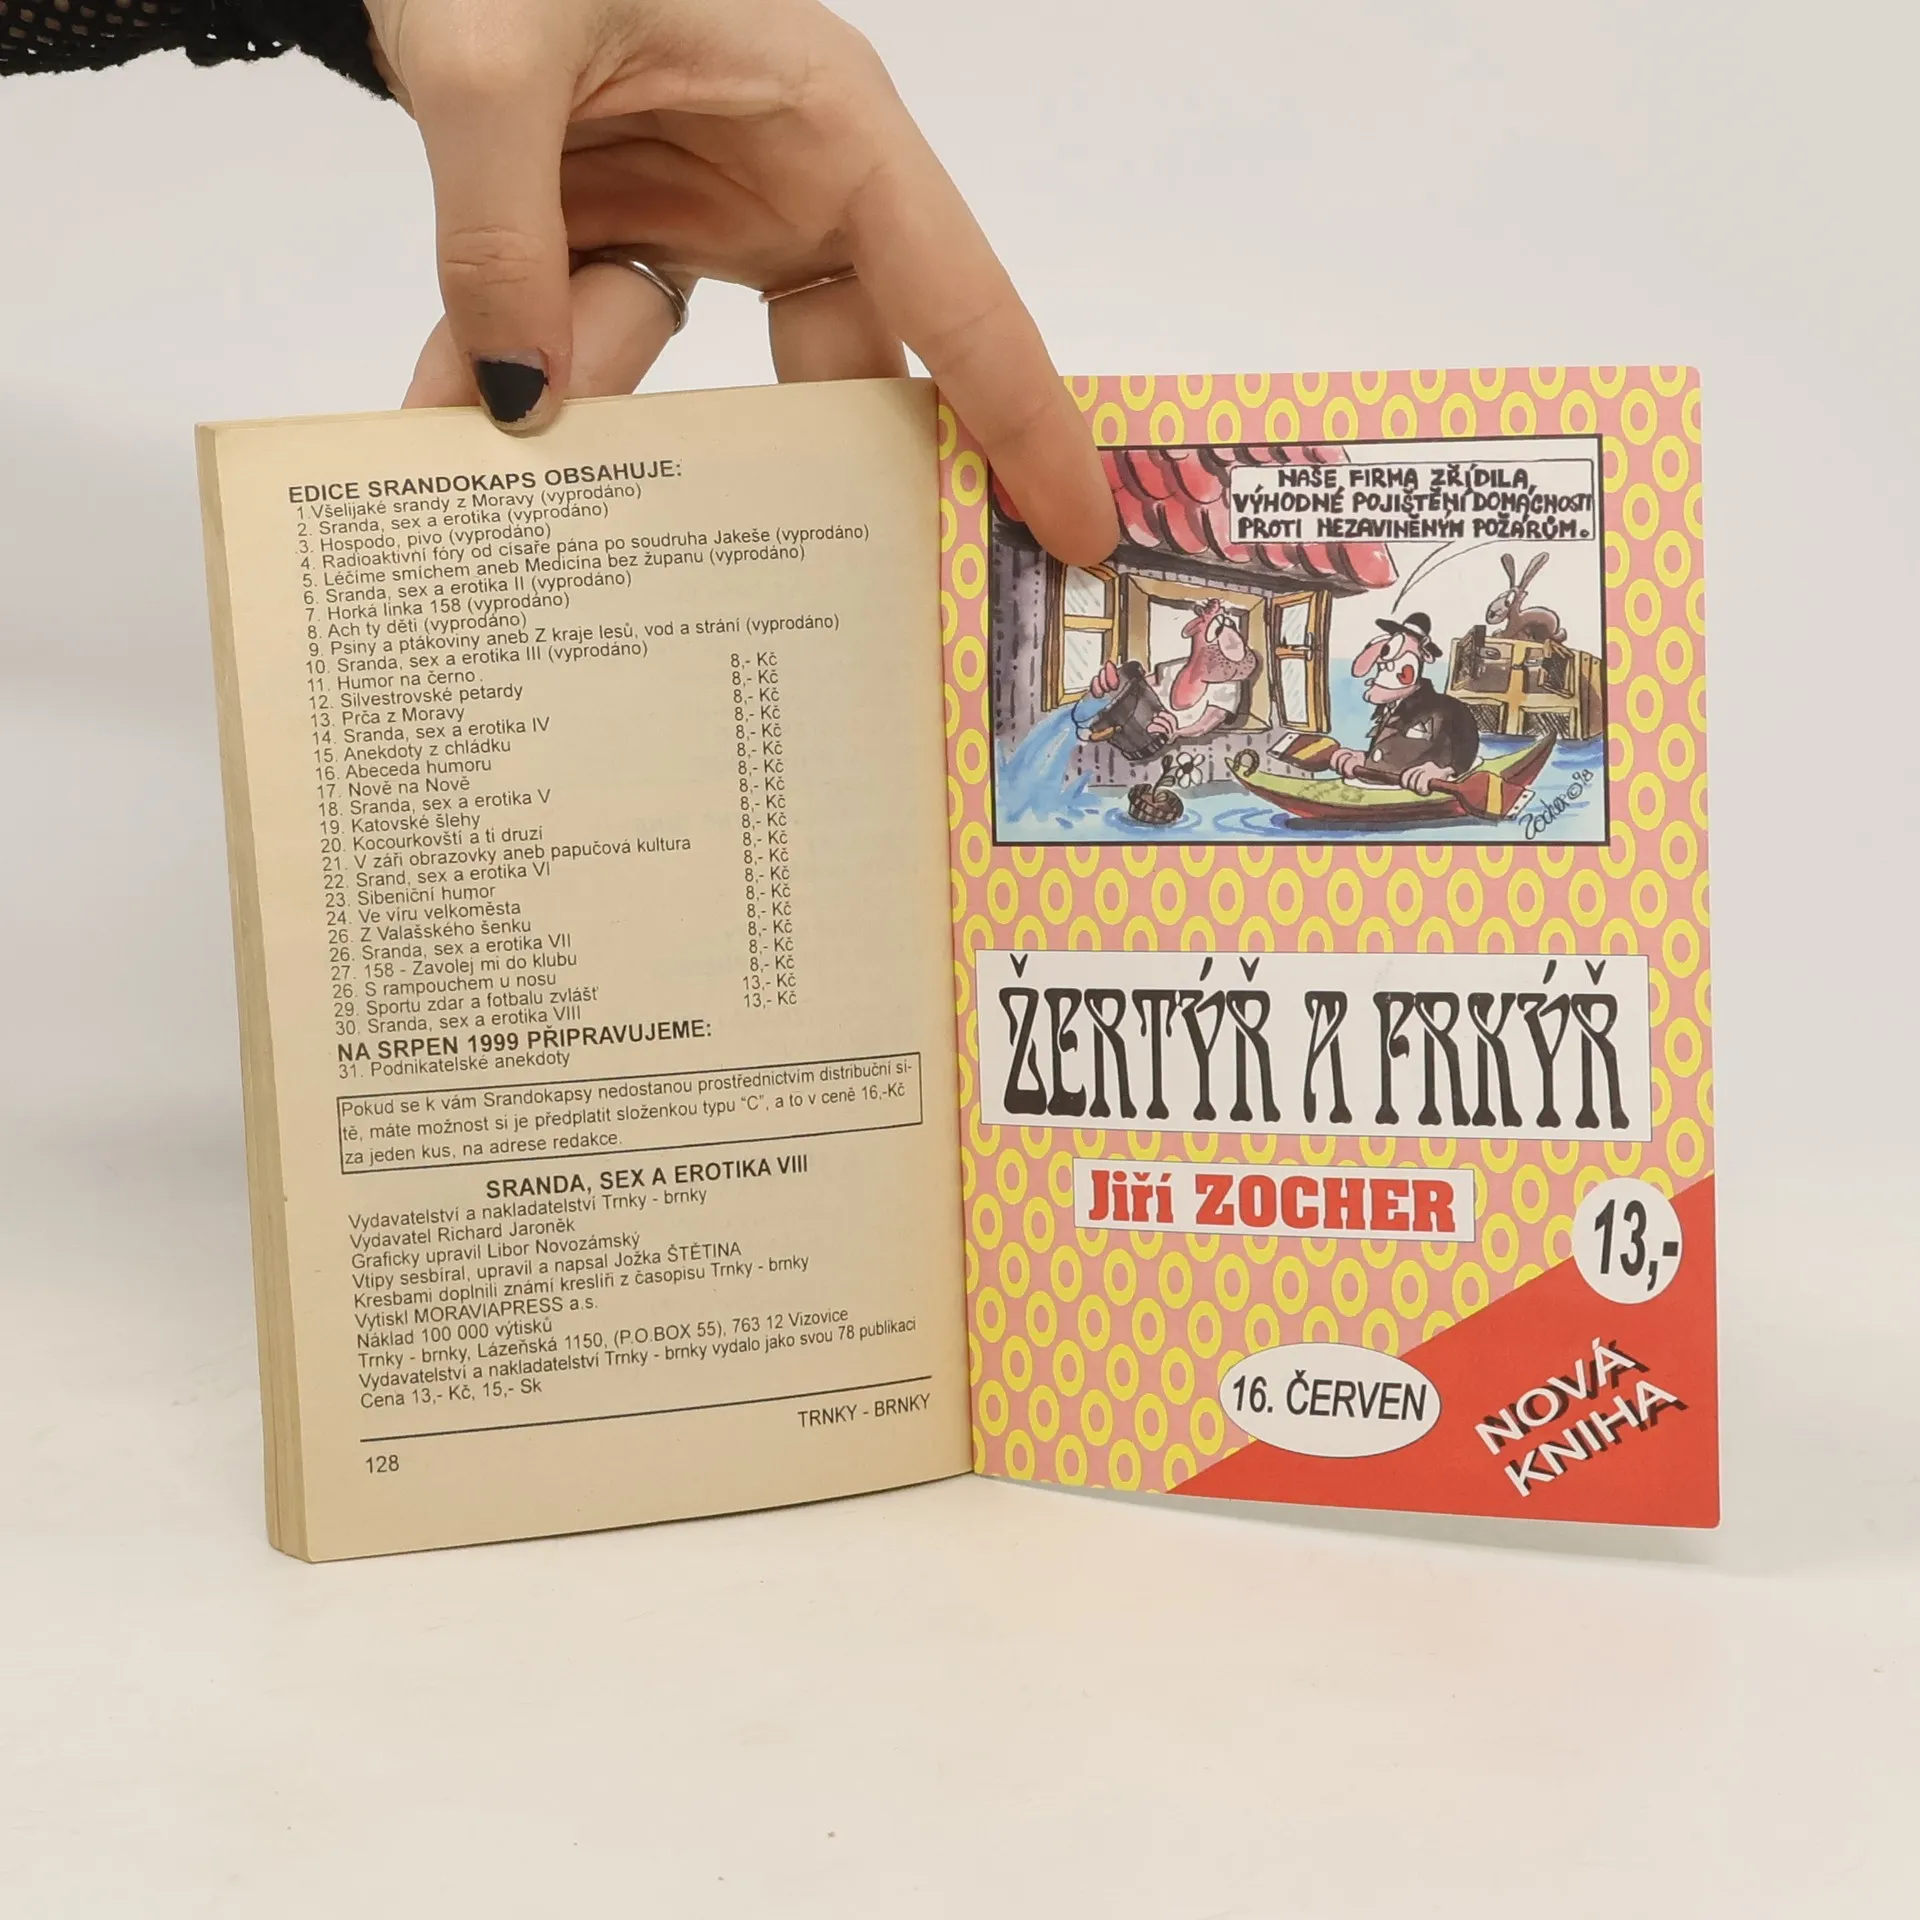 EDICE SRANDOKAPS OBSAHUJE:
1.Všelijaké srandy z Moravy (vyprodáno)
2. Sranda, sex a erotika (vyprodáno)
3. Hospodo, pivo (vyprodáno)
4. Radioaktivní fóry od císaře pána po soudruha Jakeše (vyprodáno)
5. Léčíme smíchem aneb Medicína bez županu (vyprodáno)
6. Sranda, sex a erotika II (vyprodáno)
7. Horká linka 158 (vyprodáno)
8. Ach ty děti (vyprodáno)
9. Psiny a ptákoviny aneb Z kraje lesů, vod a strání (vyprodáno)
10. Sranda, sex a erotika III (vyprodáno)
11. Humor na černo . 8,- Kč
12. Silvestrovské petardy 8,- Kč
13. Prča z Moravy 8,- Kč
14. Sranda, sex a erotika IV 8,- Kč
15. Anekdoty z chládku 8,- Kč
16. Abeceda humoru 8,- Kč
17. Nově na Nově 8,- Kč
18. Sranda, sex a erotika V 8,- Kč
19. Katovské šlehy 8,- Kč
20. Kocourkovští a ti druzí 8,- Kč
21. V záři obrazovky aneb papučová kultura 8,- Kč
22. Srand, sex a erotika VI 8,- Kč
23. Sibeniční humor 8,- Kč
24. Ve víru velkoměsta 8,- Kč
26. Z Valašského šenku 8,- Kč
26. Sranda, sex a erotika VII 8,- Kč
27. 158 - Zavolej mi do klubu 8,- Kč
26. S rampouchem u nosu 8,- Kč
29. Sportu zdar a fotbalu zvlášť 13,- Kč
30. Sranda, sex a erotika VIII 13,- Kč
NA SRPEN 1999 PŘIPRAVUJEME:
31. Podnikatelské anekdoty
Pokud se k vám Srandokapsy nedostanou prostřednictvím distribuční sí-
tě, máte možnost si je předplatit složenkou typu "C", a to v ceně 16,-Kč
za jeden kus, na adrese redakce.
SRANDA, SEX A EROTIKA VIII
Vydavatelství a nakladatelství Trnky - brnky
Vydavatel Richard Jaroněk
Graficky upravil Libor Novozámský
Vtipy sesbíral, upravil a napsal Jožka ŠTĚTINA
Kresbami doplnili známí kreslíři z časopisu Trnky - brnky
Vytiskl MORAVIAPRESS a.s.
Náklad 100 000 výtisků
Trnky - brnky, Lázeňská 1150, (P.O.BOX 55), 763 12 Vizovice
Vydavatelství a nakladatelství Trnky - brnky vydalo jako svou 78 publikaci
Cena 13,- Kč, 15,- Sk
TRNKY - BRNKY
128
NAŠE FIRMA ZŘÍDILA,
VÝHODNÉ POJIŠTĚNÍ DOMÁCNOSTI
PROTI NEZAVINĚNÝM POŽÁRŮM.
Zocher © 98
ŽERTÝŘ A FRKÝŘ
Jiří ZOCHER
13,-
16. ČERVEN
NOVÁ
KNIHA